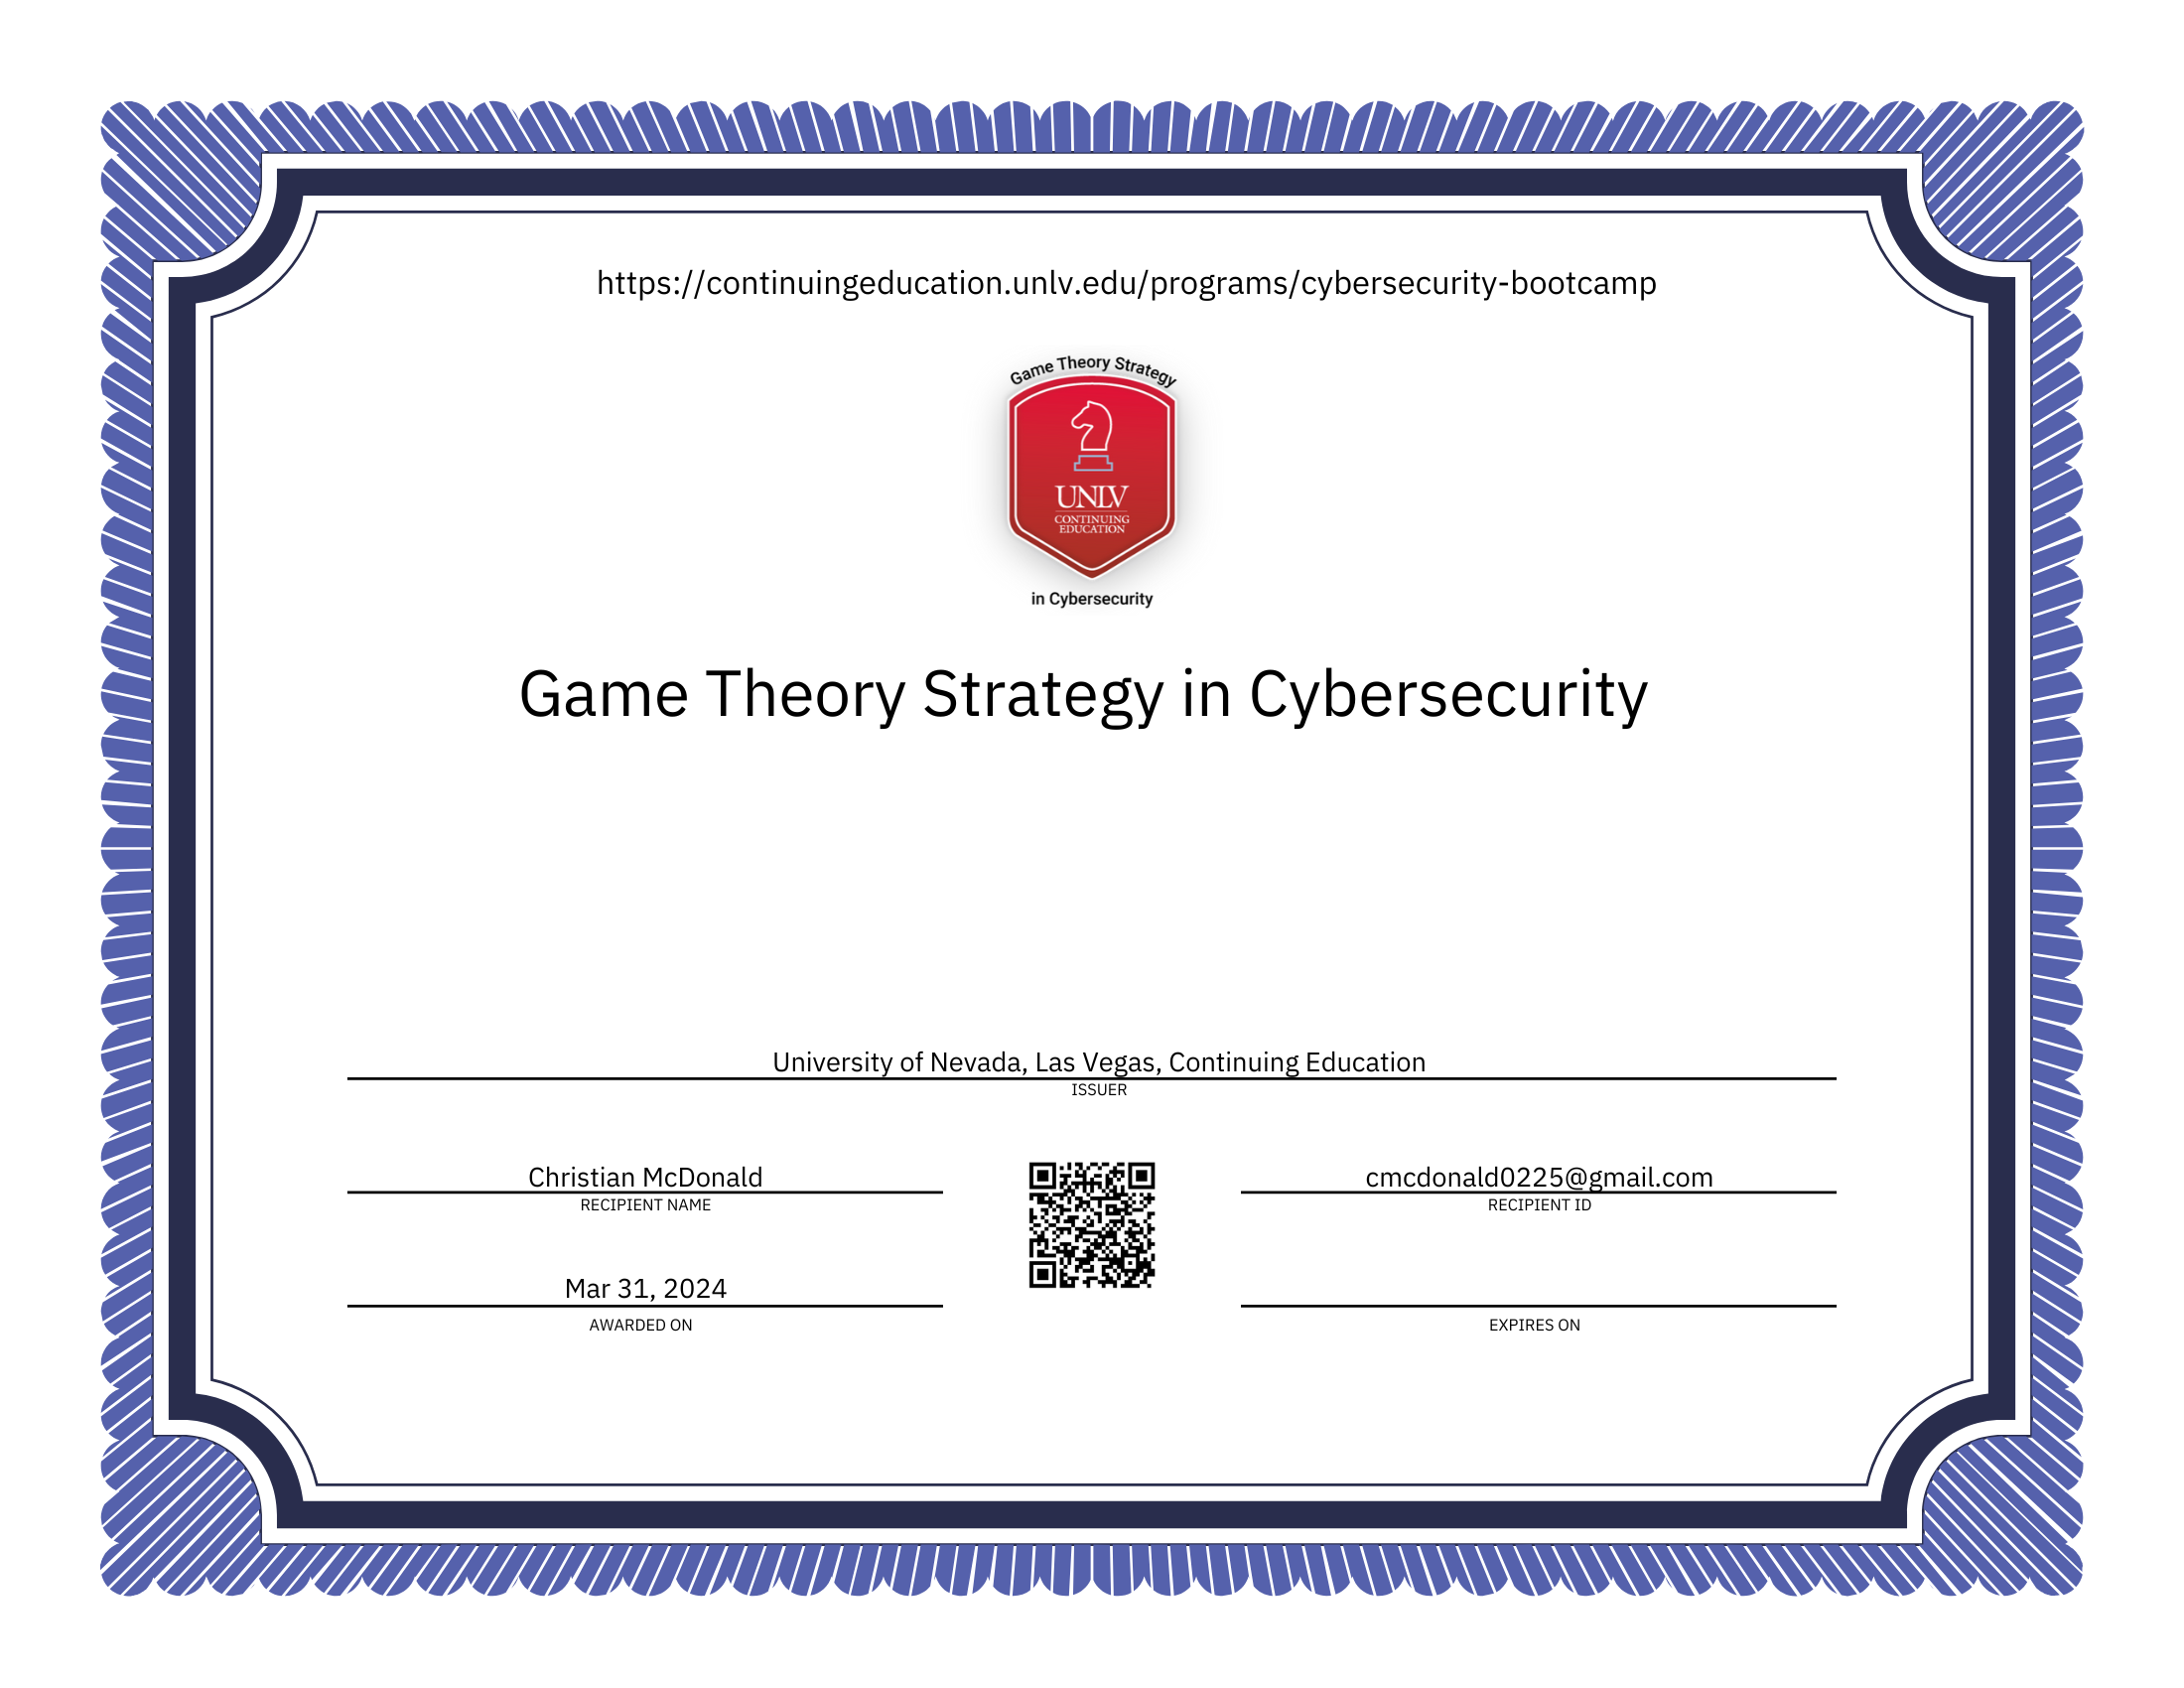 https://continuingeducation.unlv.edu/programs/cybersecurity-bootcamp
Game Theory Strategy
UNLV
CONTINUING
EDUCATION
in Cybersecurity
Game Theory Strategy in Cybersecurity
University of Nevada, Las Vegas, Continuing Education
ISSUER
Christian McDonald
RECIPIENT NAME
cmcdonald0225@gmail.com
RECIPIENT ID
Mar 31, 2024
AWARDED ON
EXPIRES ON